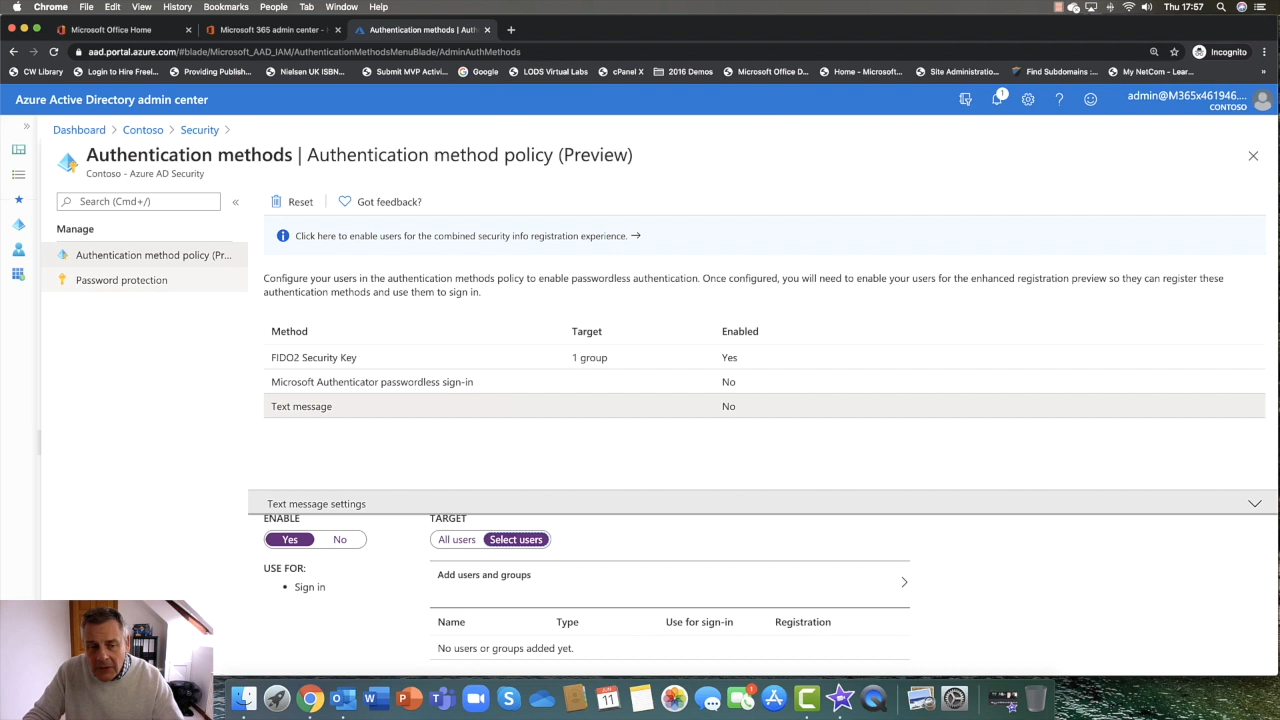 Chrome File Edit View History Bookmarks People Tab Window Help Thu 17:57
Microsoft Office Home Microsoft 365 admin center - Authentication methods | Auth
aad.portal.azure.com/#blade/Microsoft_AAD_IAM/AuthenticationMethodsMenuBlade/AdminAuthMethods Incognito
CW Library Login to Hire Freel... Providing Publish... Nielsen UK ISBN... Submit MVP Activi... Google LODS Virtual Labs cPanel X 2016 Demos Microsoft Office D... Home - Microsoft... Site Administratio... Find Subdomains :... My NetCom - Lear... »
Azure Active Directory admin center 1 admin@M365x461946....
CONTOSO
Dashboard > Contoso > Security >
Authentication methods | Authentication method policy (Preview)
Contoso - Azure AD Security
Search (Cmd+/) « Reset Got feedback?
Manage
Click here to enable users for the combined security info registration experience. →
Authentication method policy (Pr...
Password protection
Configure your users in the authentication methods policy to enable passwordless authentication. Once configured, you will need to enable your users for the enhanced registration preview so they can register these
authentication methods and use them to sign in.
Method Target Enabled
FIDO2 Security Key 1 group Yes
Microsoft Authenticator passwordless sign-in No
Text message No
Text message settings
ENABLE TARGET
Yes No All users Select users
USE FOR:
• Sign in
Add users and groups
Name Type Use for sign-in Registration
No users or groups added yet.